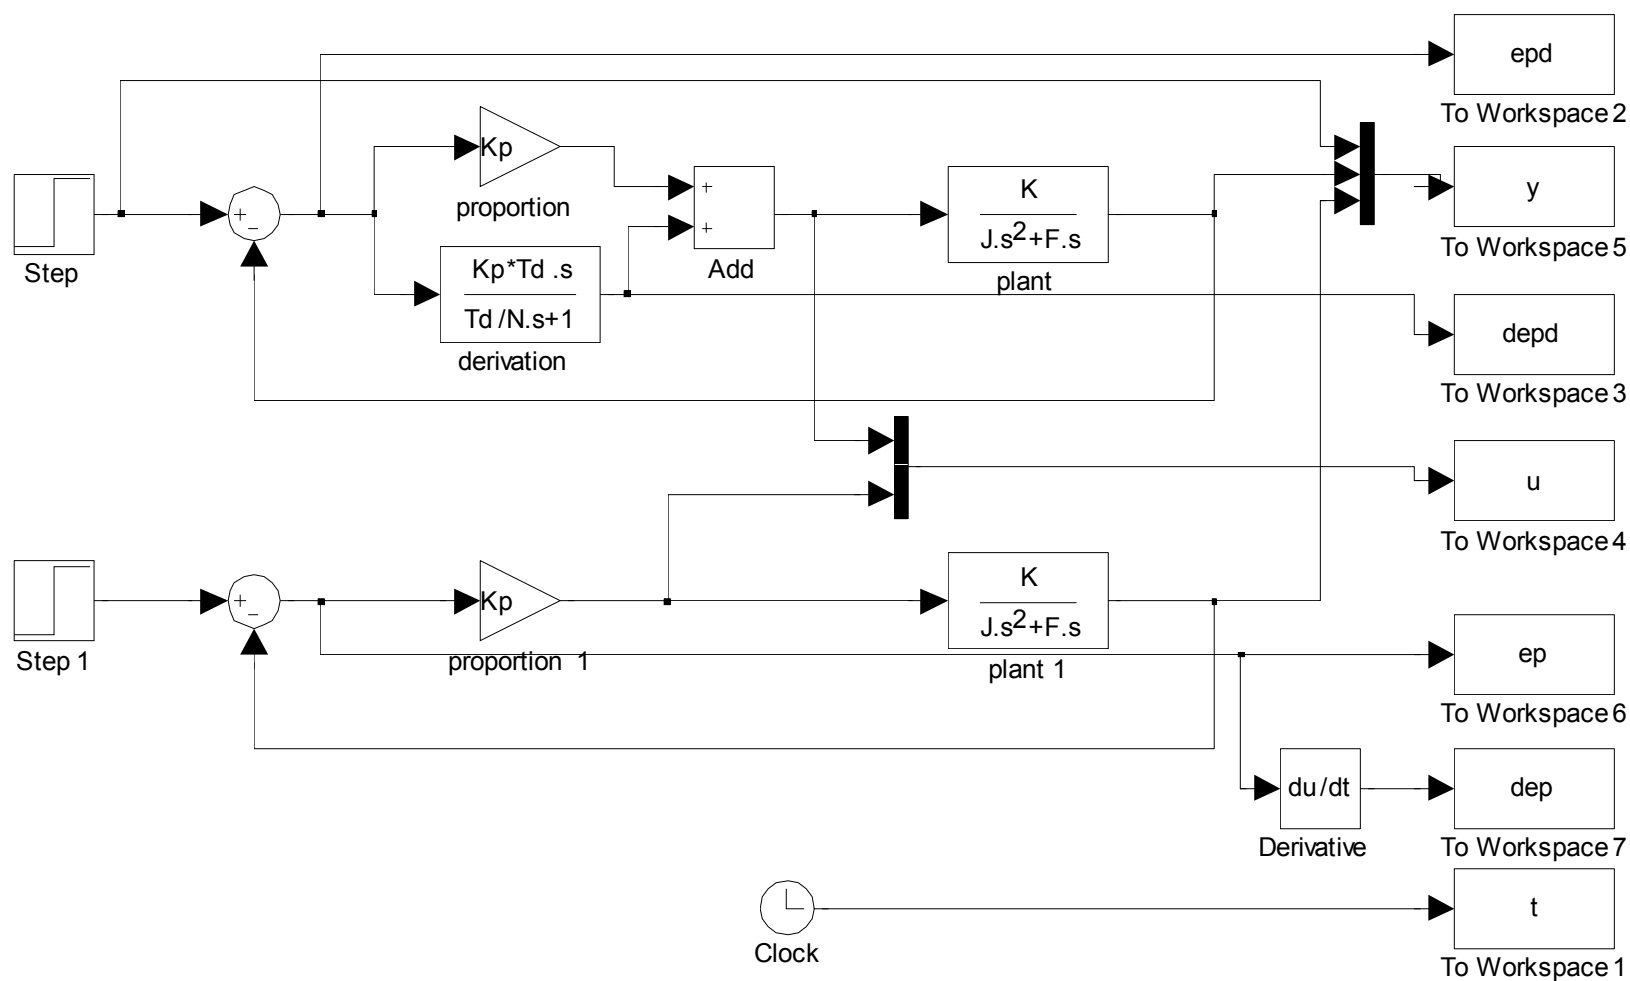 epd
To Workspace 2
Kp
proportion
+
+
K
J.s2+F.s
plant
y
To Workspace 5
+
−
Step
Add
Kp*Td .s
Td /N.s+1
derivation
depd
To Workspace 3
u
To Workspace 4
+
−
Step 1
Kp
proportion 1
K
J.s2+F.s
plant 1
ep
To Workspace 6
du/dt
Derivative
dep
To Workspace 7
Clock
t
To Workspace 1